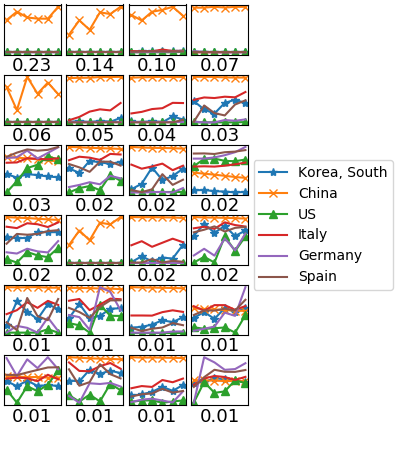 0.23 0.14 0.10 0.07
0.06 0.05 0.04 0.03
0.03 0.02 0.02 0.02
0.02 0.02 0.02 0.02
0.01 0.01 0.01 0.01
0.01 0.01 0.01 0.01
Korea, South
China
US
Italy
Germany
Spain